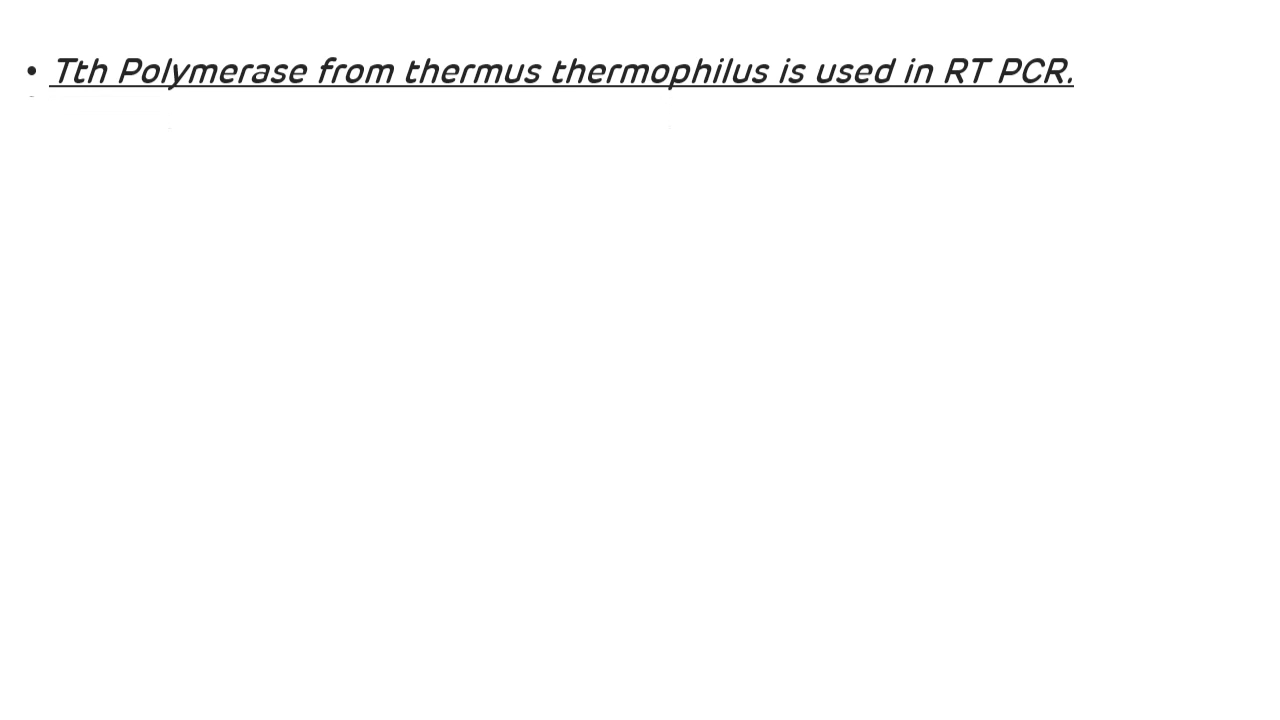 • Tth Polymerase from thermus thermophilus is used in RT PCR.